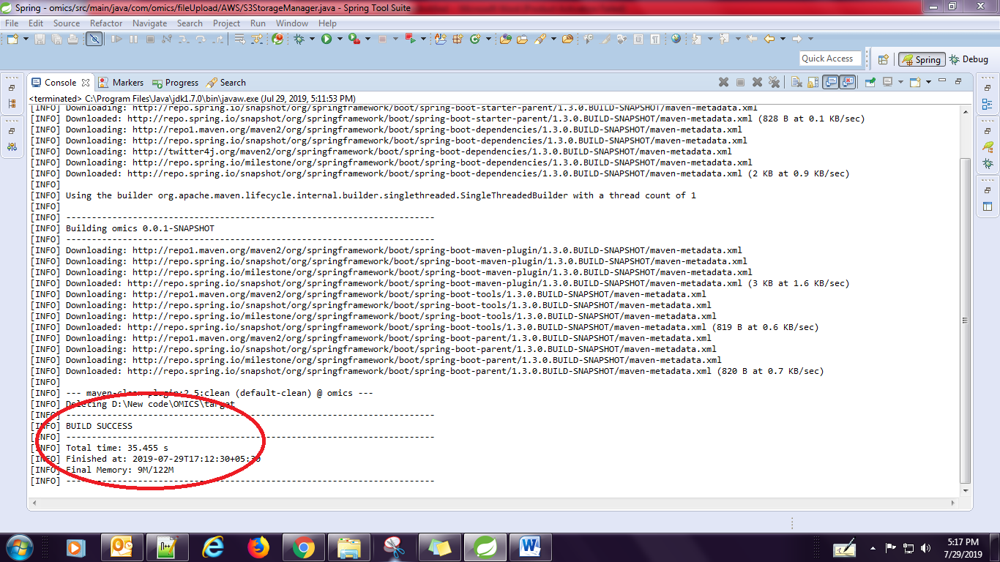 Spring - omics/src/main/java/com/omics/fileUpload/AWS/S3StorageManager.java - Spring Tool Suite
File Edit Source Refactor Navigate Search Project Run Window Help
Quick Access Spring Debug
Console Markers Progress Search
<terminated> C:\Program Files\Java\jdk1.7.0\bin\javaw.exe (Jul 29, 2019, 5:11:53 PM)
[INFO] Downloading: http://repo.spring.io/snapshot/org/springframework/boot/spring-boot-starter-parent/1.3.0.BUILD-SNAPSHOT/maven-metadata.xml
[INFO] Downloaded: http://repo.spring.io/snapshot/org/springframework/boot/spring-boot-starter-parent/1.3.0.BUILD-SNAPSHOT/maven-metadata.xml (828 B at 0.1 KB/sec)
[INFO] Downloading: http://repo1.maven.org/maven2/org/springframework/boot/spring-boot-dependencies/1.3.0.BUILD-SNAPSHOT/maven-metadata.xml
[INFO] Downloading: http://repo.spring.io/snapshot/org/springframework/boot/spring-boot-dependencies/1.3.0.BUILD-SNAPSHOT/maven-metadata.xml
[INFO] Downloading: http://twitter4j.org/maven2/org/springframework/boot/spring-boot-dependencies/1.3.0.BUILD-SNAPSHOT/maven-metadata.xml
[INFO] Downloading: http://repo.spring.io/milestone/org/springframework/boot/spring-boot-dependencies/1.3.0.BUILD-SNAPSHOT/maven-metadata.xml
[INFO] Downloaded: http://repo.spring.io/snapshot/org/springframework/boot/spring-boot-dependencies/1.3.0.BUILD-SNAPSHOT/maven-metadata.xml (2 KB at 0.9 KB/sec)
[INFO]
[INFO] Using the builder org.apache.maven.lifecycle.internal.builder.singlethreaded.SingleThreadedBuilder with a thread count of 1
[INFO]
[INFO] ------------------------------------------------------------------------
[INFO] Building omics 0.0.1-SNAPSHOT
[INFO] ------------------------------------------------------------------------
[INFO] Downloading: http://repo1.maven.org/maven2/org/springframework/boot/spring-boot-maven-plugin/1.3.0.BUILD-SNAPSHOT/maven-metadata.xml
[INFO] Downloading: http://repo.spring.io/snapshot/org/springframework/boot/spring-boot-maven-plugin/1.3.0.BUILD-SNAPSHOT/maven-metadata.xml
[INFO] Downloading: http://repo.spring.io/milestone/org/springframework/boot/spring-boot-maven-plugin/1.3.0.BUILD-SNAPSHOT/maven-metadata.xml
[INFO] Downloaded: http://repo.spring.io/snapshot/org/springframework/boot/spring-boot-maven-plugin/1.3.0.BUILD-SNAPSHOT/maven-metadata.xml (3 KB at 1.6 KB/sec)
[INFO] Downloading: http://repo1.maven.org/maven2/org/springframework/boot/spring-boot-tools/1.3.0.BUILD-SNAPSHOT/maven-metadata.xml
[INFO] Downloading: http://repo.spring.io/snapshot/org/springframework/boot/spring-boot-tools/1.3.0.BUILD-SNAPSHOT/maven-metadata.xml
[INFO] Downloading: http://repo.spring.io/milestone/org/springframework/boot/spring-boot-tools/1.3.0.BUILD-SNAPSHOT/maven-metadata.xml
[INFO] Downloaded: http://repo.spring.io/snapshot/org/springframework/boot/spring-boot-tools/1.3.0.BUILD-SNAPSHOT/maven-metadata.xml (819 B at 0.6 KB/sec)
[INFO] Downloading: http://repo1.maven.org/maven2/org/springframework/boot/spring-boot-parent/1.3.0.BUILD-SNAPSHOT/maven-metadata.xml
[INFO] Downloading: http://repo.spring.io/snapshot/org/springframework/boot/spring-boot-parent/1.3.0.BUILD-SNAPSHOT/maven-metadata.xml
[INFO] Downloading: http://repo.spring.io/milestone/org/springframework/boot/spring-boot-parent/1.3.0.BUILD-SNAPSHOT/maven-metadata.xml
[INFO] Downloaded: http://repo.spring.io/snapshot/org/springframework/boot/spring-boot-parent/1.3.0.BUILD-SNAPSHOT/maven-metadata.xml (820 B at 0.7 KB/sec)
[INFO]
[INFO] --- maven-clean-plugin:2.5:clean (default-clean) @ omics ---
[INFO] Deleting D:\New code\OMICS\target
[INFO] ------------------------------------------------------------------------
[INFO] BUILD SUCCESS
[INFO] ------------------------------------------------------------------------
[INFO] Total time: 35.455 s
[INFO] Finished at: 2019-07-29T17:12:30+05:30
[INFO] Final Memory: 9M/122M
[INFO] ------------------------------------------------------------------------
5:17 PM
7/29/2019